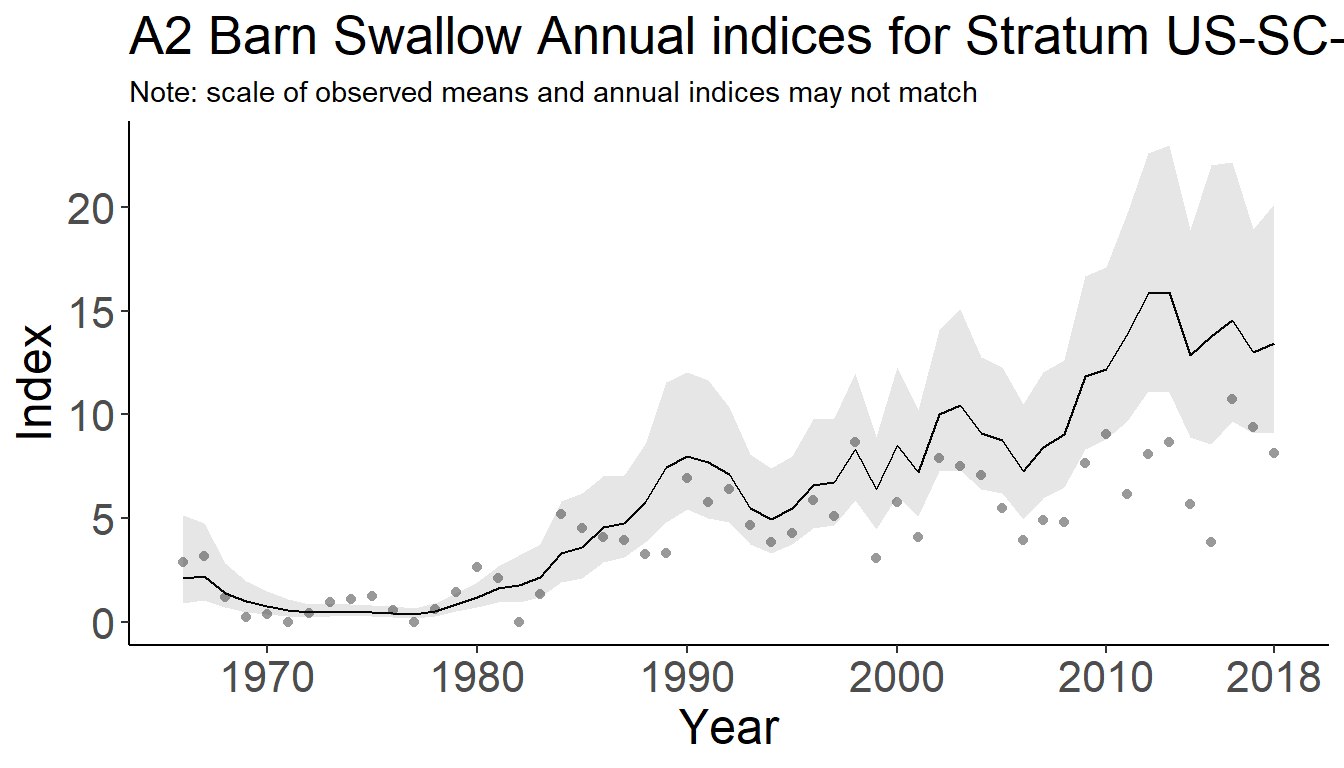 A2 Barn Swallow Annual indices for Stratum US-SC-
Note: scale of observed means and annual indices may not match
20
15
10
5
0
Index
1970 1980 1990 2000 2010 2018
Year